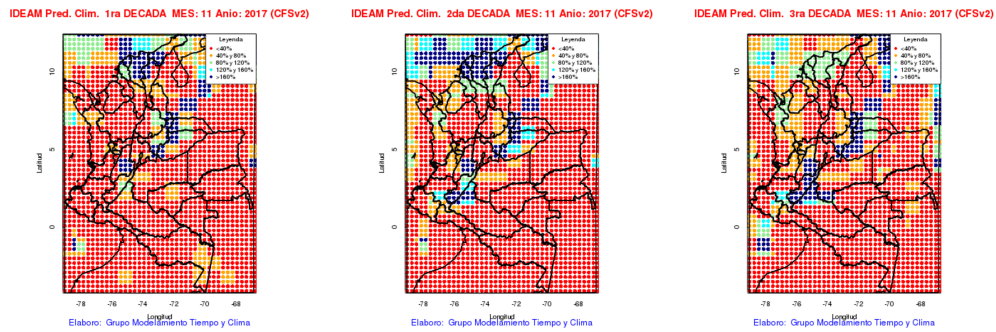 IDEAM Pred. Clim. 1ra DECADA MES: 11 Anio: 2017 (CFSv2)
Leyenda
<40%
40% y 80%
80% y 120%
120% y 160%
>160%
Latitud
10
5
0
-78 -76 -74 -72 -70 -68
Longitud
Elaboro: Grupo Modelamiento Tiempo y Clima
IDEAM Pred. Clim. 2da DECADA MES: 11 Anio: 2017 (CFSv2)
Leyenda
<40%
40% y 80%
80% y 120%
120% y 160%
>160%
Latitud
10
5
0
-78 -76 -74 -72 -70 -68
Longitud
Elaboro: Grupo Modelamiento Tiempo y Clima
IDEAM Pred. Clim. 3ra DECADA MES: 11 Anio: 2017 (CFSv2)
Leyenda
<40%
40% y 80%
80% y 120%
120% y 160%
>160%
Latitud
10
5
0
-78 -76 -74 -72 -70 -68
Longitud
Elaboro: Grupo Modelamiento Tiempo y Clima